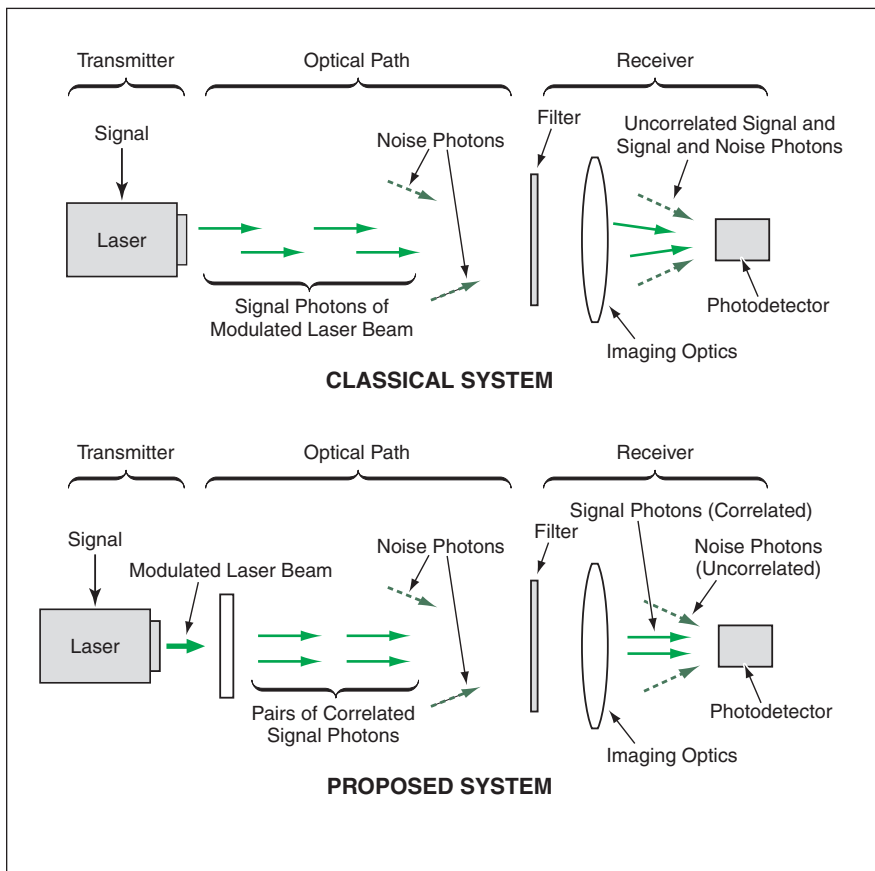 Transmitter
Optical Path
Receiver
Signal
Noise Photons
Filter
Uncorrelated Signal and
Signal and Noise Photons
Laser
Signal Photons of
Modulated Laser Beam
Photodetector
Imaging Optics
CLASSICAL SYSTEM
Transmitter
Optical Path
Receiver
Signal Photons (Correlated)
Signal
Modulated Laser Beam
Noise Photons
Filter
Noise Photons
(Uncorrelated)
Laser
Pairs of Correlated
Signal Photons
Photodetector
Imaging Optics
PROPOSED SYSTEM